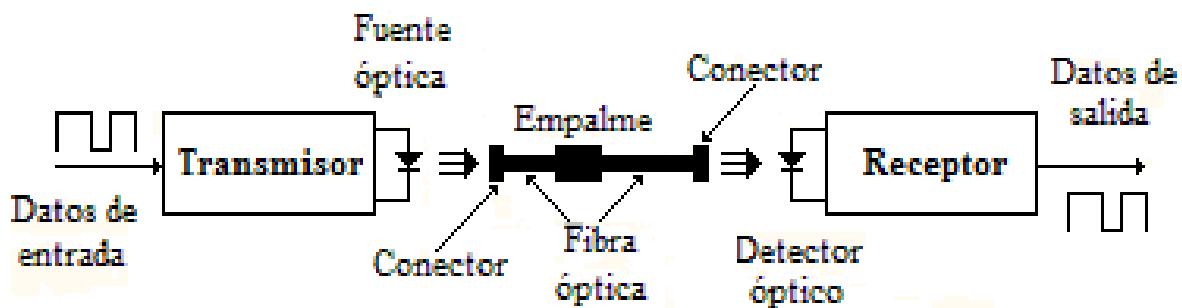 Fuente
óptica
Conector
Datos de
salida
Empalme
Transmisor
Receptor
Datos de
entrada
Conector
Fibra
óptica
Detector
óptico